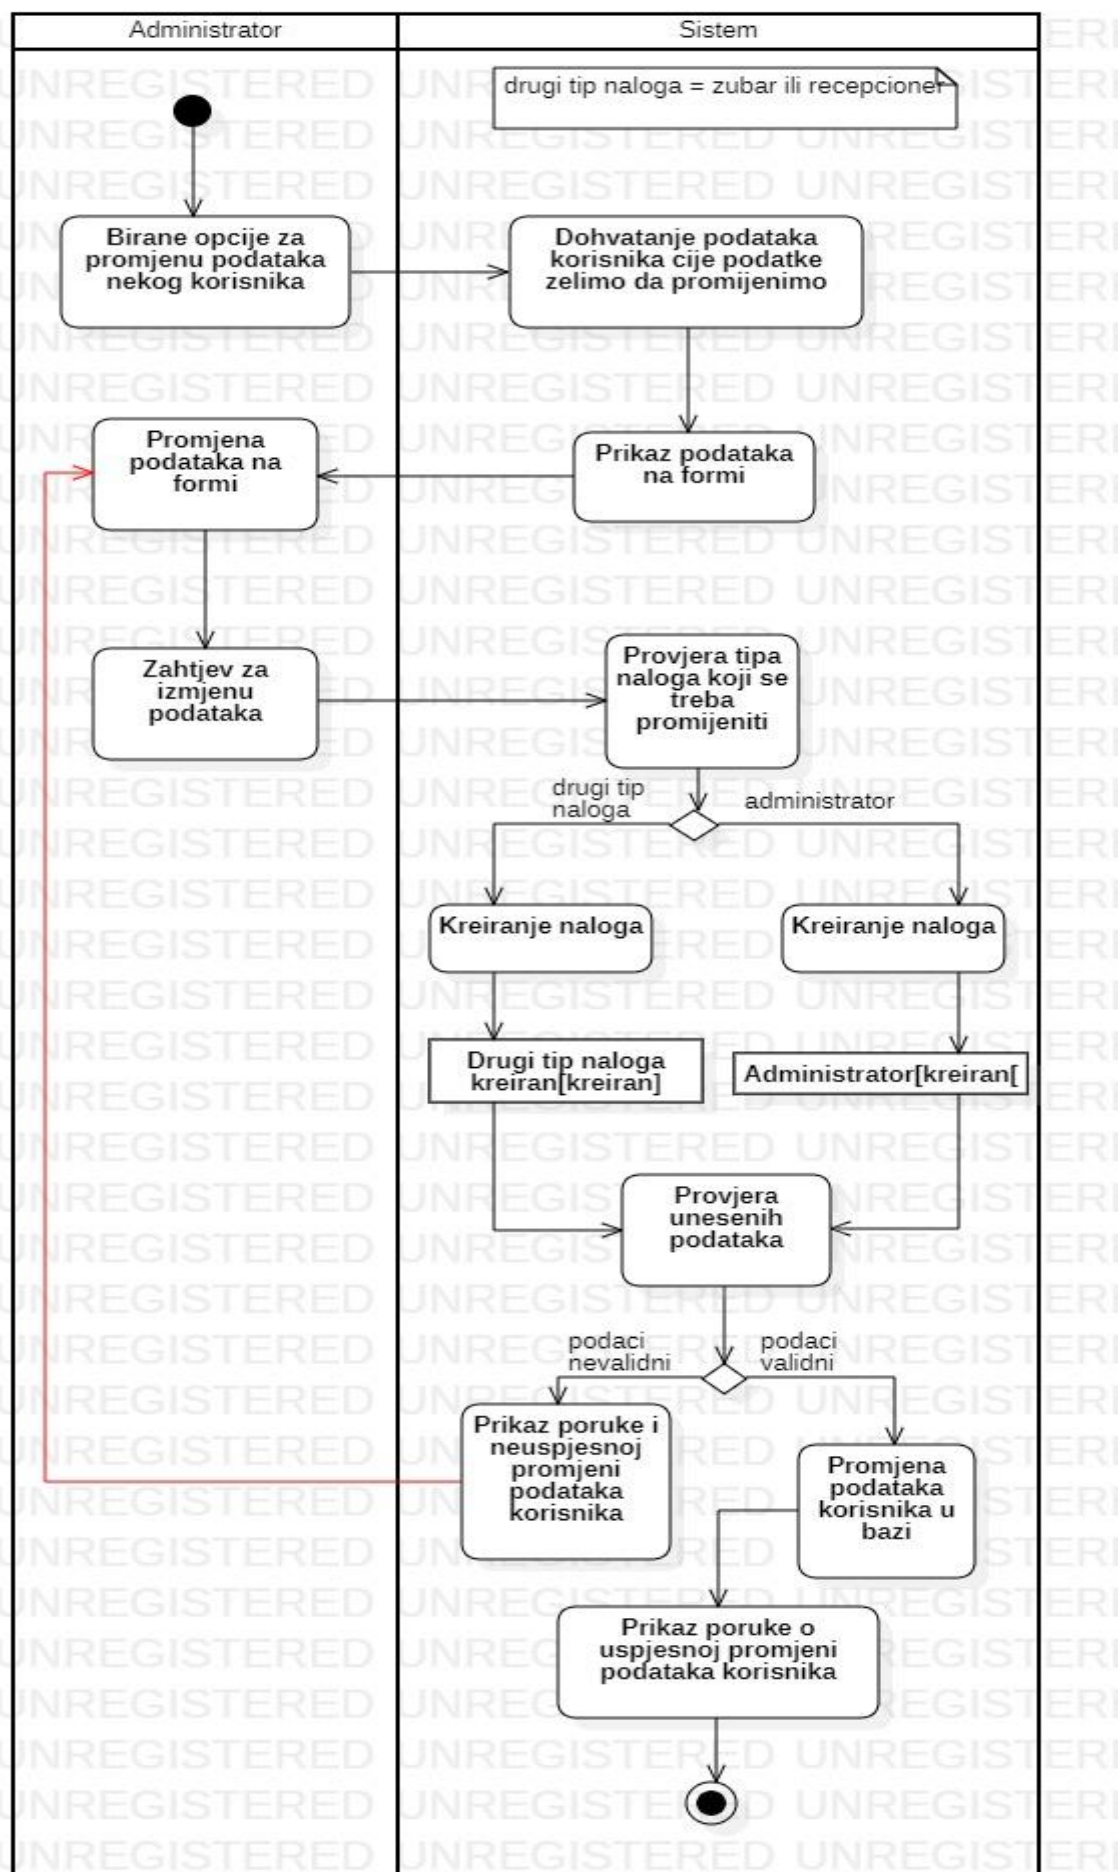 Administrator
Sistem
drugi tip naloga = zubar ili recepcioner
Birane opcije za
promjenu podataka
nekog korisnika
Dohvatanje podataka
korisnika cije podatke
zelimo da promijenimo
Promjena
podataka na
formi
Prikaz podataka
na formi
Zahtjev za
izmjenu
podataka
Provjera tipa
naloga koji se
treba
promijeniti
drugi tip
naloga
administrator
Kreiranje naloga
Kreiranje naloga
Drugi tip naloga
kreiran[kreiran]
Administrator[kreiran[
Provjera
unesenih
podataka
podaci
nevalidni
podaci
validni
Prikaz poruke i
neuspjesnoj
promjeni
podataka
korisnika
Promjena
podataka
korisnika u
bazi
Prikaz poruke o
uspjesnoj promjeni
podataka korisnika
UNREGISTERED